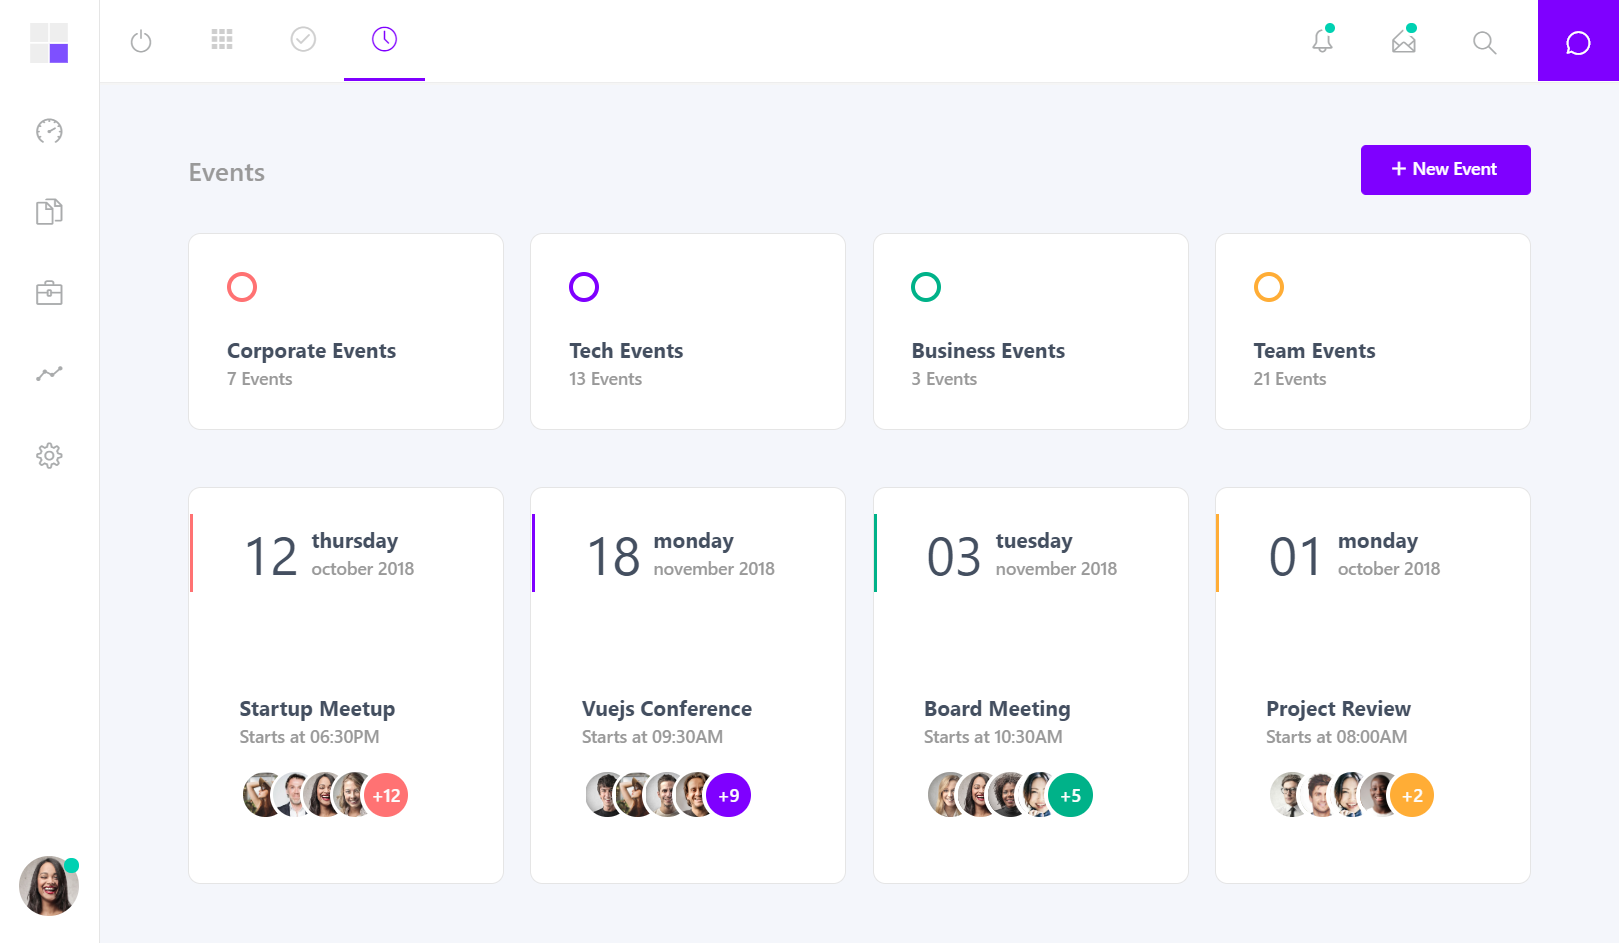 Events
+ New Event
Corporate Events
7 Events
Tech Events
13 Events
Business Events
3 Events
Team Events
21 Events
12
thursday
october 2018
Startup Meetup
Starts at 06:30PM
+12
18
monday
november 2018
Vuejs Conference
Starts at 09:30AM
+9
03
tuesday
november 2018
Board Meeting
Starts at 10:30AM
+5
01
monday
october 2018
Project Review
Starts at 08:00AM
+2